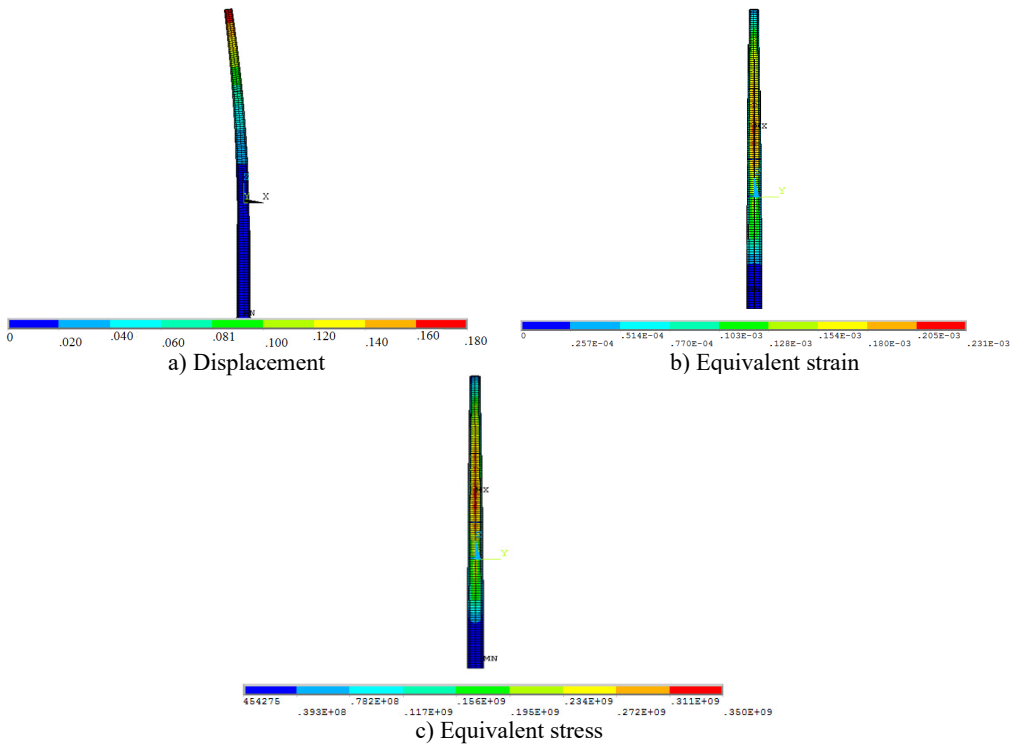 X
0 .020 .040 .060 .081 .100 .120 .140 .160 .180
a) Displacement
X
Y
0 .257E-04 .514E-04 .770E-04 .103E-03 .128E-03 .154E-03 .180E-03 .205E-03 .231E-03
b) Equivalent strain
X
Y
MN
454275 .393E+08 .782E+08 .117E+09 .156E+09 .195E+09 .234E+09 .272E+09 .311E+09 .350E+09
c) Equivalent stress